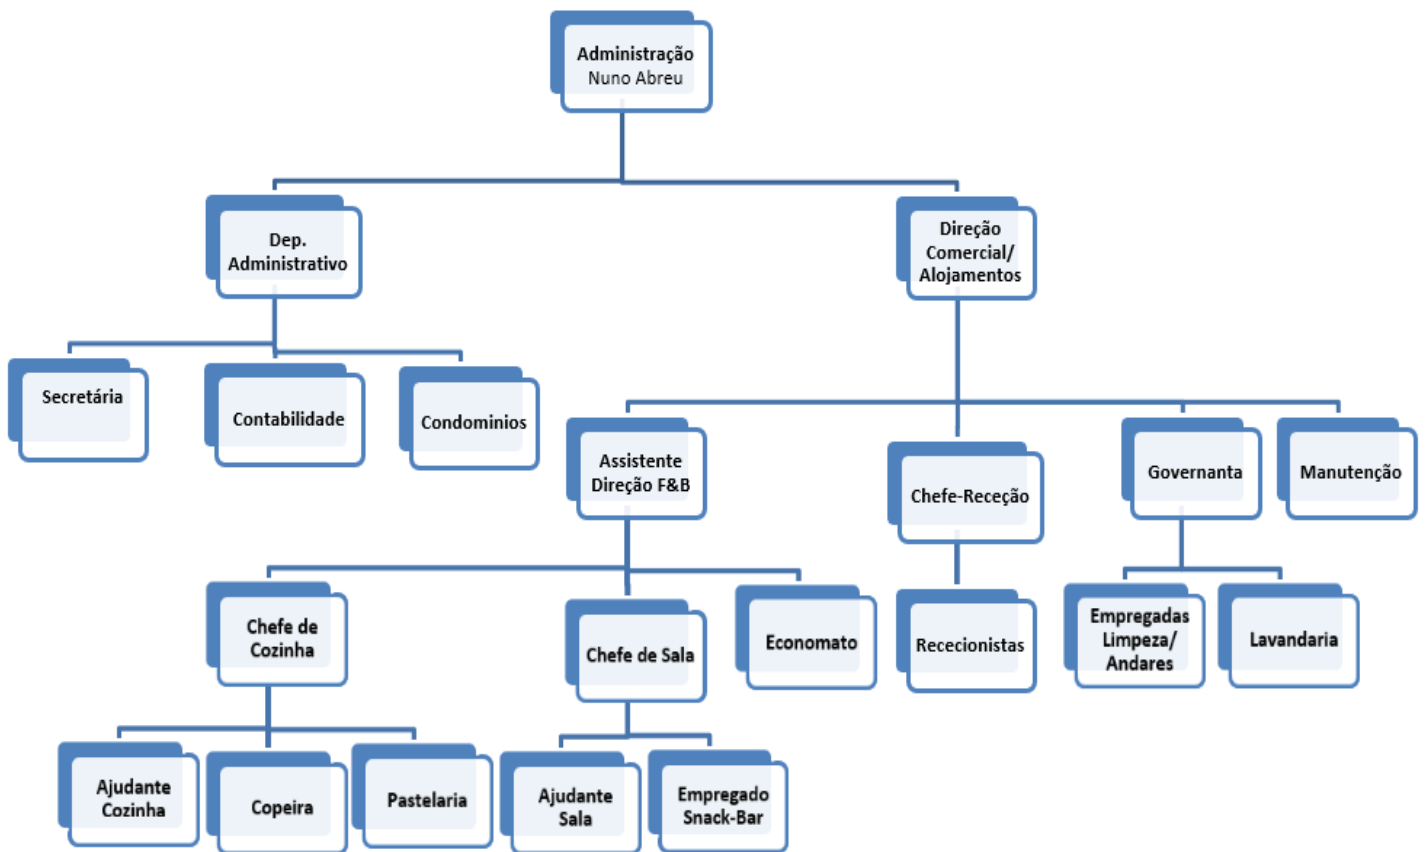 Administração
Nuno Abreu
Dep.
Administrativo
Direção
Comercial/
Alojamentos
Secretária
Contabilidade
Condominios
Assistente
Direção F&B
Chefe-Receção
Governanta
Manutenção
Chefe de
Cozinha
Chefe de Sala
Economato
Rececionistas
Empregadas
Limpeza/
Andares
Lavandaria
Ajudante
Cozinha
Copeira
Pastelaria
Ajudante
Sala
Empregado
Snack-Bar